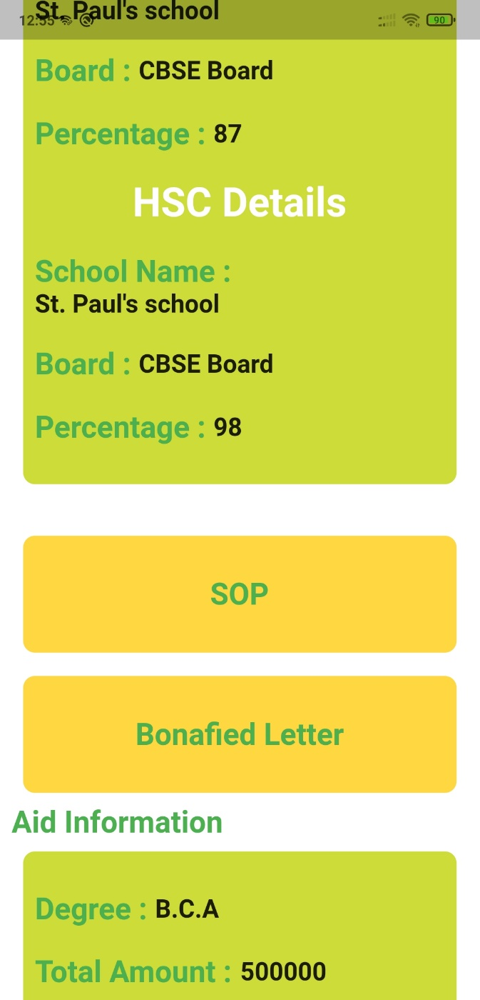 St. Paul's school
12:55
90
Board : CBSE Board
Percentage : 87
HSC Details
School Name :
St. Paul's school
Board : CBSE Board
Percentage : 98
SOP
Bonafied Letter
Aid Information
Degree : B.C.A
Total Amount : 500000